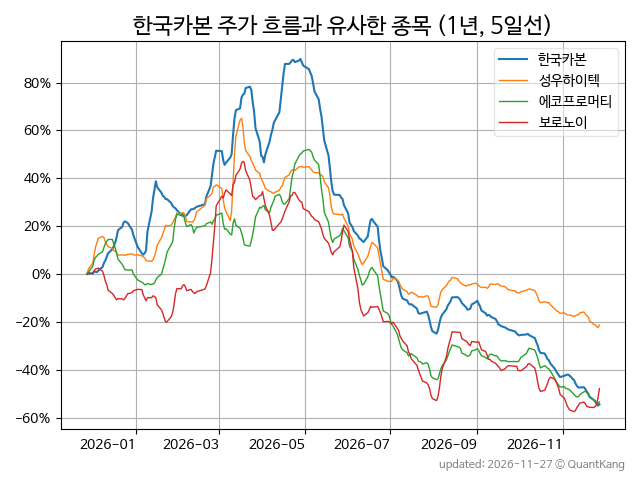 한국카본 주가 흐름과 유사한 종목 (1년, 5일선)
한국카본
성우하이텍
에코프로머티
보로노이
80%
60%
40%
20%
0%
−20%
−40%
−60%
2026-01 2026-03 2026-05 2026-07 2026-09 2026-11
updated: 2026-11-27 © QuantKang